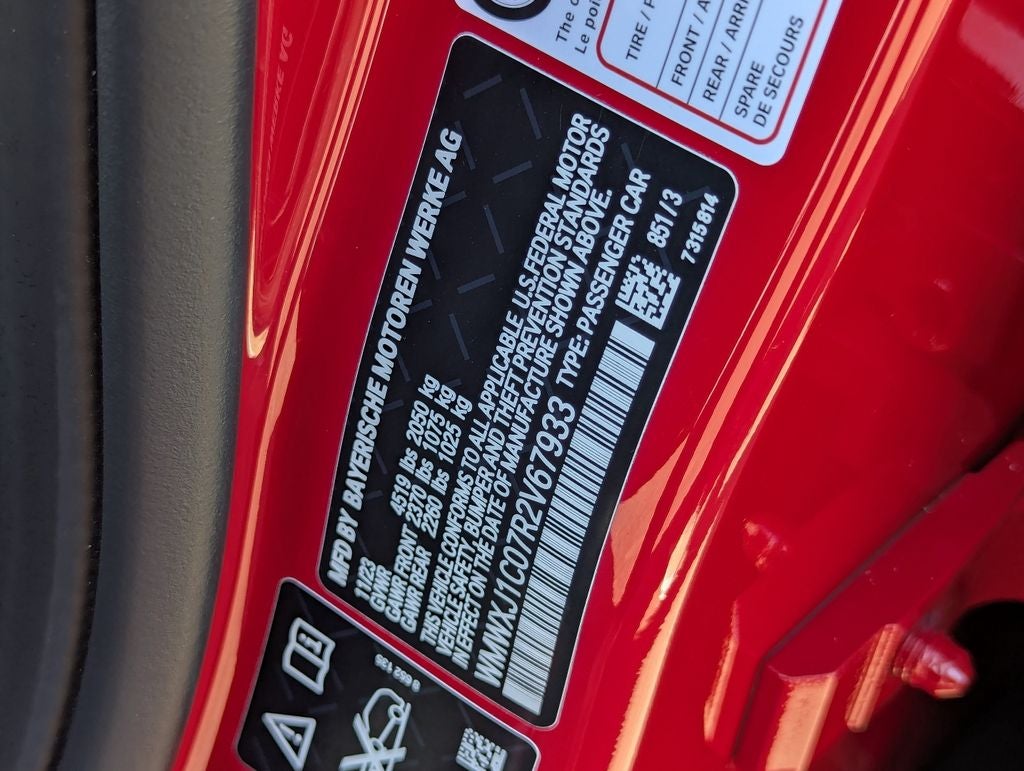 The
Le poi
TIRE / P
FRONT / A
REAR / ARRI
SPARE
DE SECOURS
MFD BY BAYERISCHE MOTOREN WERKE AG
11/23
GVWR 4519 lbs 2050 kg
GAWR FRONT 2370 lbs 1075 kg
GAWR REAR 2260 lbs 1025 kg
THIS VEHICLE CONFORMS TO ALL APPLICABLE U.S.FEDERAL MOTOR
VEHICLE SAFETY, BUMPER AND THEFT PREVENTION STANDARDS
IN EFFECT ON THE DATE OF MANUFACTURE SHOWN ABOVE.
WMWXJ1C07R2V67933 TYPE: PASSENGER CAR
851 / 3
7 315 814